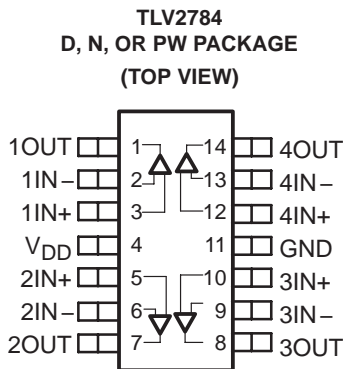 TLV2784
D, N, OR PW PACKAGE
(TOP VIEW)
1OUT 1 14 4OUT
1IN− 2 13 4IN−
1IN+ 3 12 4IN+
VDD 4 11 GND
2IN+ 5 10 3IN+
2IN− 6 9 3IN−
2OUT 7 8 3OUT